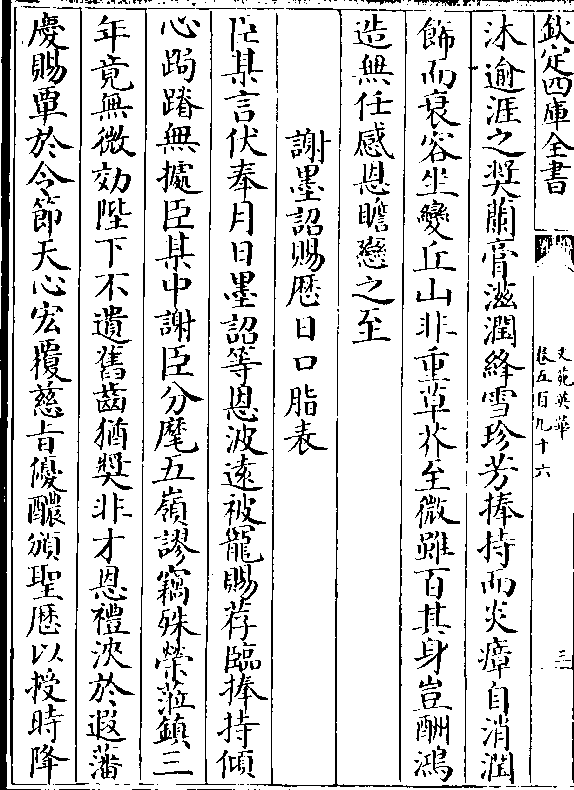 欽定四庫全書
文苑英華
卷五百九十六
三
沐逾涯之奬蘭膏滋潤絳雪珍芳捧持而炎瘴自消潤
飾而衰容坐變丘山非重草芥至微雖百其身豈酬鴻
造無任感恩瞻戀之至
謝墨詔賜歴日口脂表
臣某言伏奉月日墨詔等恩波遠被寵賜荐臨捧持傾
心跼蹐無據臣某中謝臣分麾五嶺謬竊殊榮蒞鎮三
年竟無微効陛下不遺舊齒猶奬非才恩禮浹於遐藩
慶賜覃於令節天心宏覆慈旨優醲頒聖歴以授時降